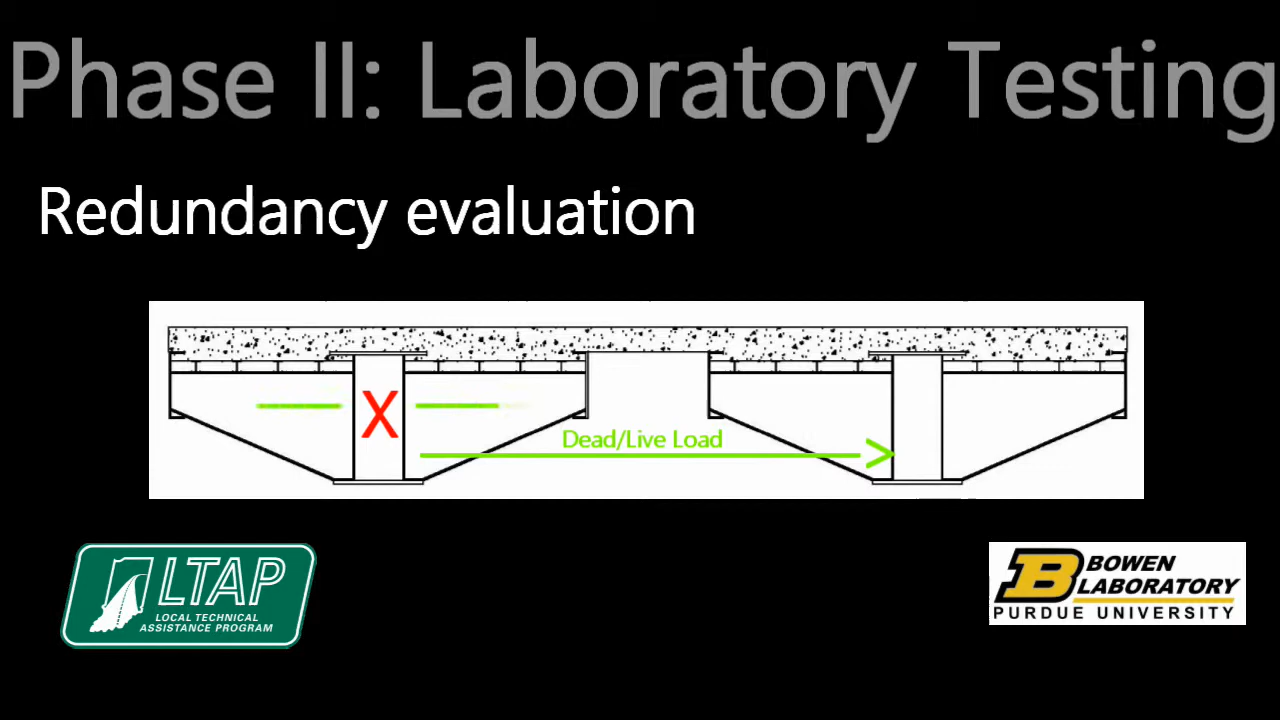 Phase II: Laboratory Testing
Redundancy evaluation
X
Dead/Live Load
LTAP
LOCAL TECHNICAL
ASSISTANCE PROGRAM
B BOWEN
LABORATORY
PURDUE UNIVERSITY